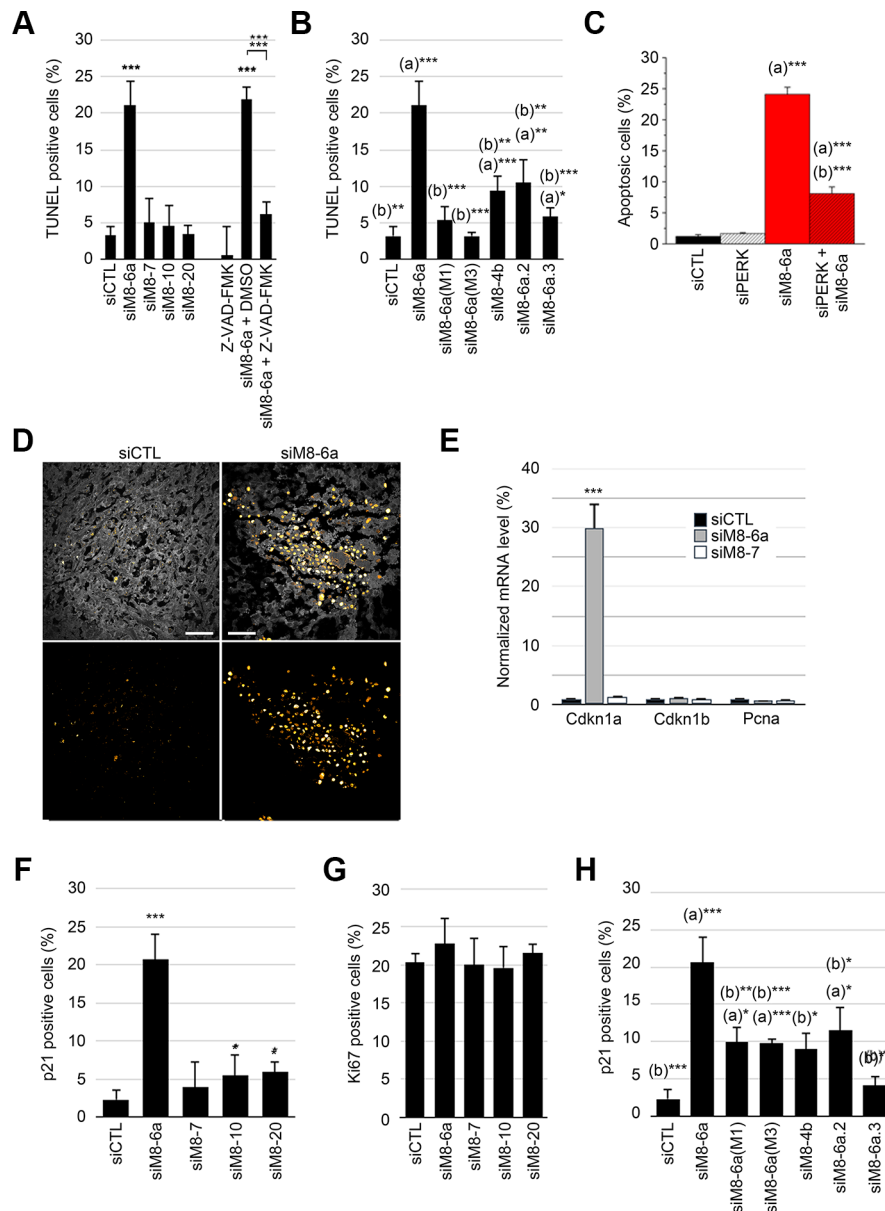 A
TUNEL positive cells (%)
30
25
20
15
10
5
0
***
***
***
***
siCTL
siM8-6a
siM8-7
siM8-10
siM8-20
Z-VAD-FMK
siM8-6a + DMSO
siM8-6a + Z-VAD-FMK
B
TUNEL positive cells (%)
30
25
20
15
10
5
0
(b)**
(a)***
(b)***
(b)***
(b)**
(a)***
(b)**
(a)**
(b)***
(a)*
siCTL
siM8-6a
siM8-6a(M1)
siM8-6a(M3)
siM8-4b
siM8-6a.2
siM8-6a.3
C
Apoptosic cells (%)
30
25
20
15
10
5
0
(a)***
(a)***
(b)***
siCTL
siPERK
siM8-6a
siPERK +
siM8-6a
D
siCTL
siM8-6a
E
Normalized mRNA level (%)
40
30
20
10
0
***
siCTL
siM8-6a
siM8-7
Cdkn1a
Cdkn1b
Pcna
F
p21 positive cells (%)
30
25
20
15
10
5
0
***
*
*
siCTL
siM8-6a
siM8-7
siM8-10
siM8-20
G
Ki67 positive cells (%)
30
25
20
15
10
5
0
siCTL
siM8-6a
siM8-7
siM8-10
siM8-20
H
p21 positive cells (%)
30
25
20
15
10
5
0
(b)***
(a)***
(b)**
(a)*
(b)***
(a)***
(b)*
(b)*
(a)*
siCTL
siM8-6a
siM8-6a(M1)
siM8-6a(M3)
siM8-4b
siM8-6a.2
siM8-6a.3